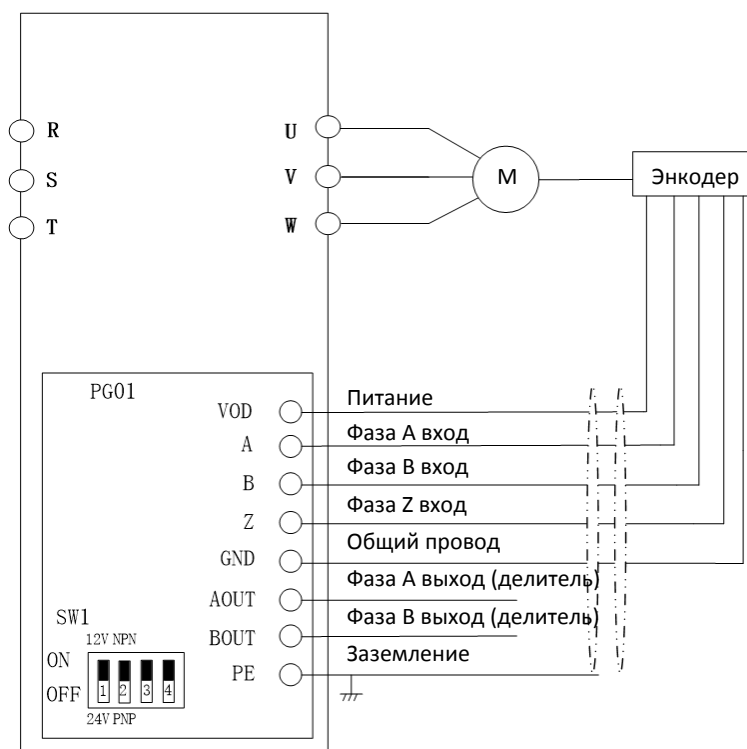 R
U
S
V
T
W
M
Энкодер
PG01
VOD
Питание
A
Фаза A вход
B
Фаза B вход
Z
Фаза Z вход
GND
Общий провод
AOUT
Фаза A выход (делитель)
BOUT
Фаза B выход (делитель)
PE
Заземление
SW1
12V NPN
ON
OFF
1 2 3 4
24V PNP